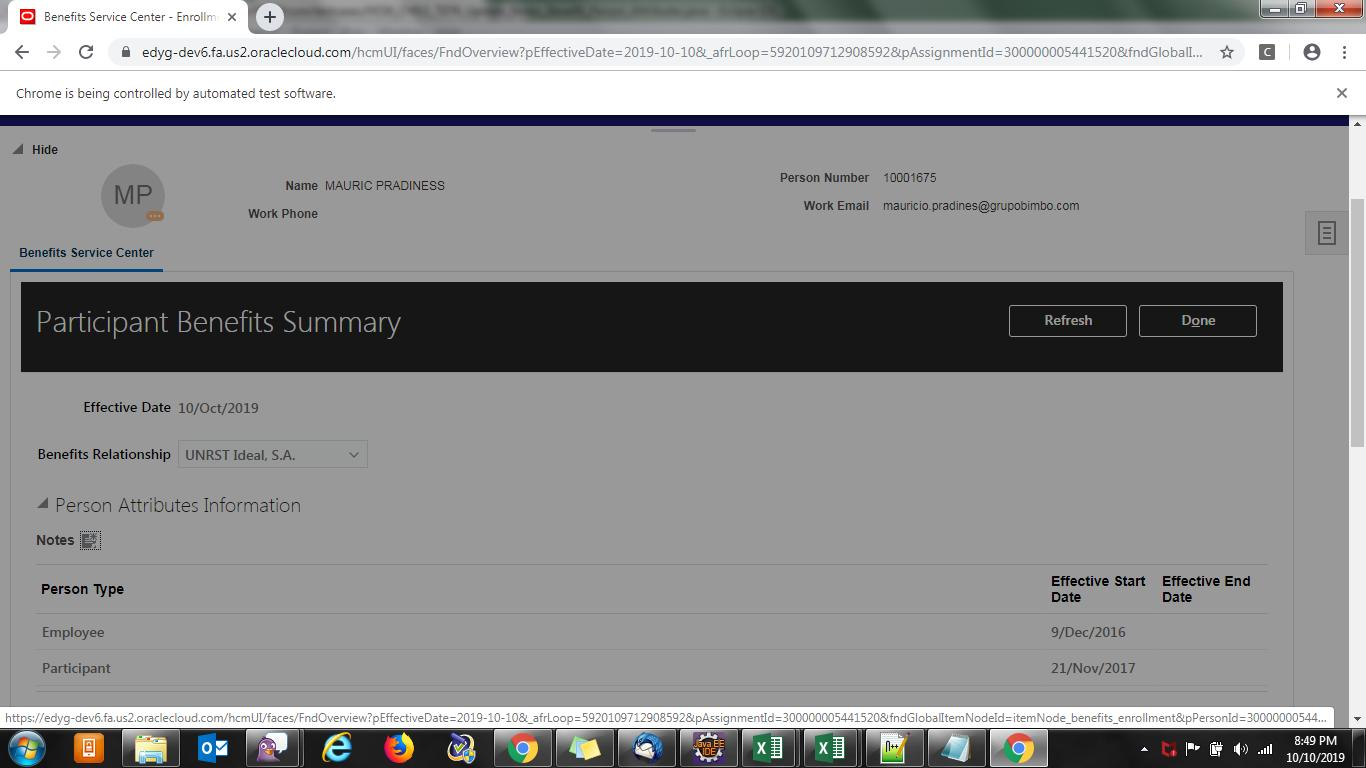 Benefits Service Center - Enrollm
edyg-dev6.fa.us2.oraclecloud.com/hcmUI/faces/FndOverview?pEffectiveDate=2019-10-10&_afrLoop=5920109712908592&pAssignmentId=300000005441520&fndGlobalI...
C
Chrome is being controlled by automated test software.
Hide
MP
Name MAURIC PRADINESS
Work Phone
Person Number 10001675
Work Email mauricio.pradines@grupobimbo.com
Benefits Service Center
Participant Benefits Summary
Refresh
Done
Effective Date 10/Oct/2019
Benefits Relationship UNRST Ideal, S.A.
Person Attributes Information
Notes
Person Type Effective Start Date Effective End Date
Employee 9/Dec/2016
Participant 21/Nov/2017
https://edyg-dev6.fa.us2.oraclecloud.com/hcmUI/faces/FndOverview?pEffectiveDate=2019-10-10&_afrLoop=5920109712908592&pAssignmentId=300000005441520&fndGlobalItemNodeId=itemNode_benefits_enrollment&pPersonId=30000000544...
Java EE
IDE
8:49 PM
10/10/2019